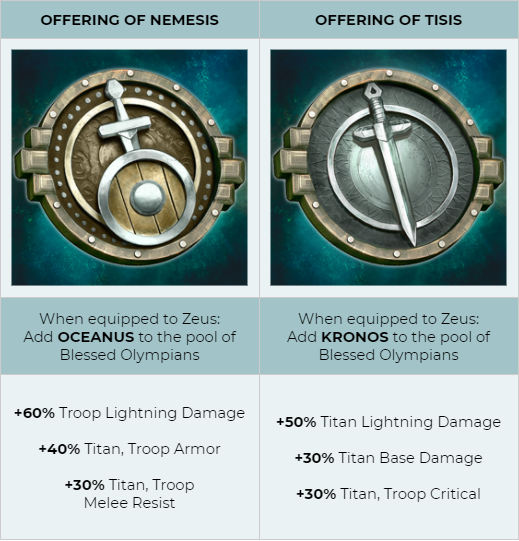 OFFERING OF NEMESIS
OFFERING OF TISIS
When equipped to Zeus:
Add OCEANUS to the pool of
Blessed Olympians
When equipped to Zeus:
Add KRONOS to the pool of
Blessed Olympians
+60% Troop Lightning Damage
+40% Titan, Troop Armor
+30% Titan, Troop
Melee Resist
+50% Titan Lightning Damage
+30% Titan Base Damage
+30% Titan, Troop Critical